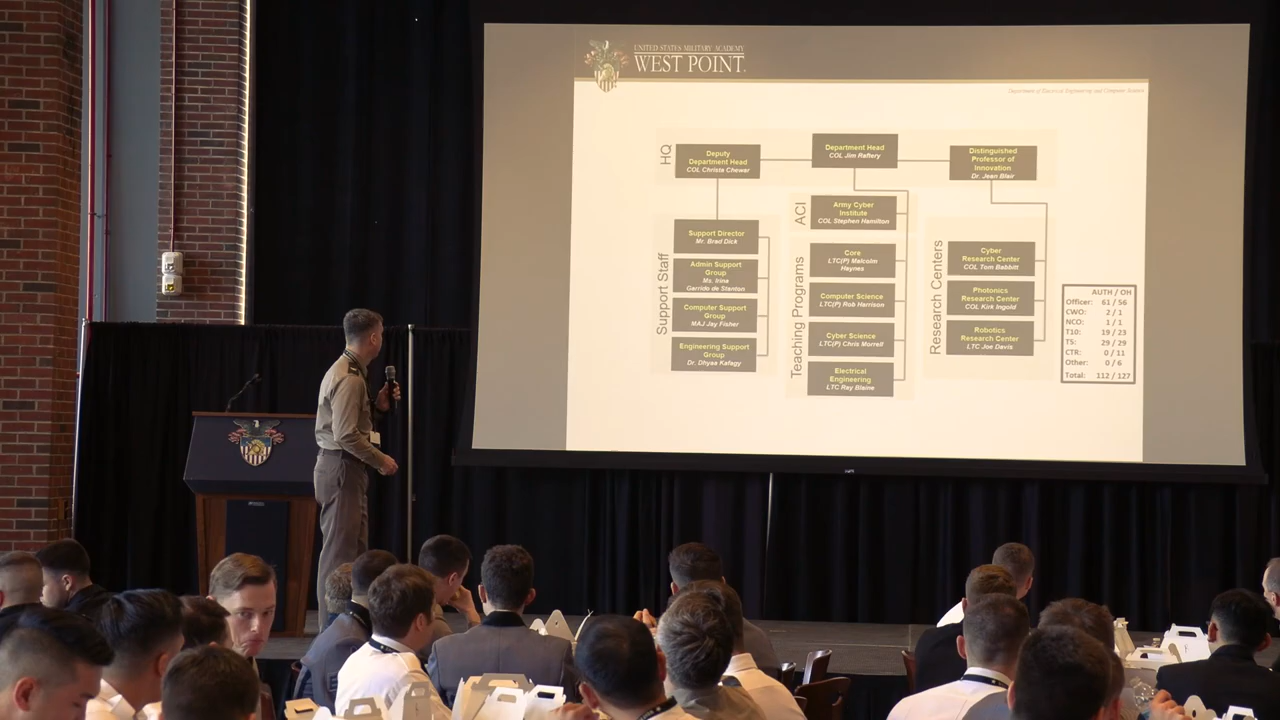 UNITED STATES MILITARY ACADEMY
WEST POINT.
Department of Electrical Engineering and Computer Science
HQ
Deputy
Department Head
COL Christa Chewar
Department Head
COL Jim Raftery
Distinguished
Professor of
Innovation
Dr. Jean Blair
Support Staff
Support Director
Mr. Brad Dick
Admin Support
Group
Ms. Irina
Garrido de Stanton
Computer Support
Group
MAJ Jay Fisher
Engineering Support
Group
Dr. Dhyaa Kafagy
ACI
Army Cyber
Institute
COL Stephen Hamilton
Teaching Programs
Core
LTC(P) Malcolm
Haynes
Computer Science
LTC(P) Rob Harrison
Cyber Science
LTC(P) Chris Morrell
Electrical
Engineering
LTC Ray Blaine
Research Centers
Cyber
Research Center
COL Tom Babbitt
Photonics
Research Center
COL Kirk Ingold
Robotics
Research Center
LTC Joe Davis
AUTH / OH
Officer: 61 / 56
CWO: 2 / 1
NCO: 1 / 1
T10: 19 / 23
TS: 29 / 29
CTR: 0 / 11
Other: 0 / 6
Total: 112 / 127